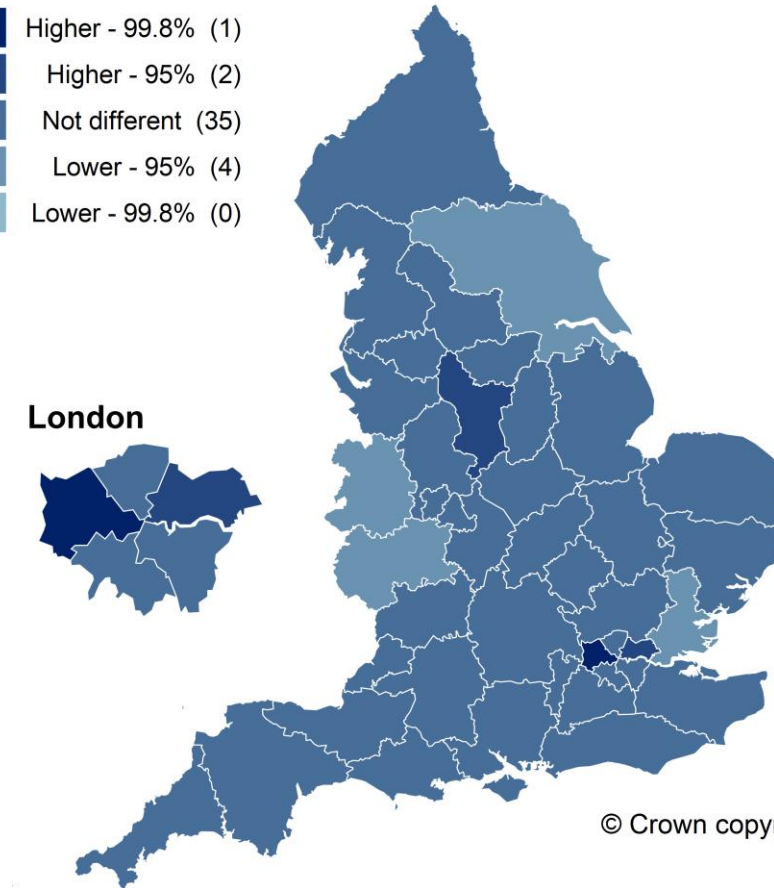 Higher - 99.8% (1)
Higher - 95% (2)
Not different (35)
Lower - 95% (4)
Lower - 99.8% (0)
London
© Crown copyr